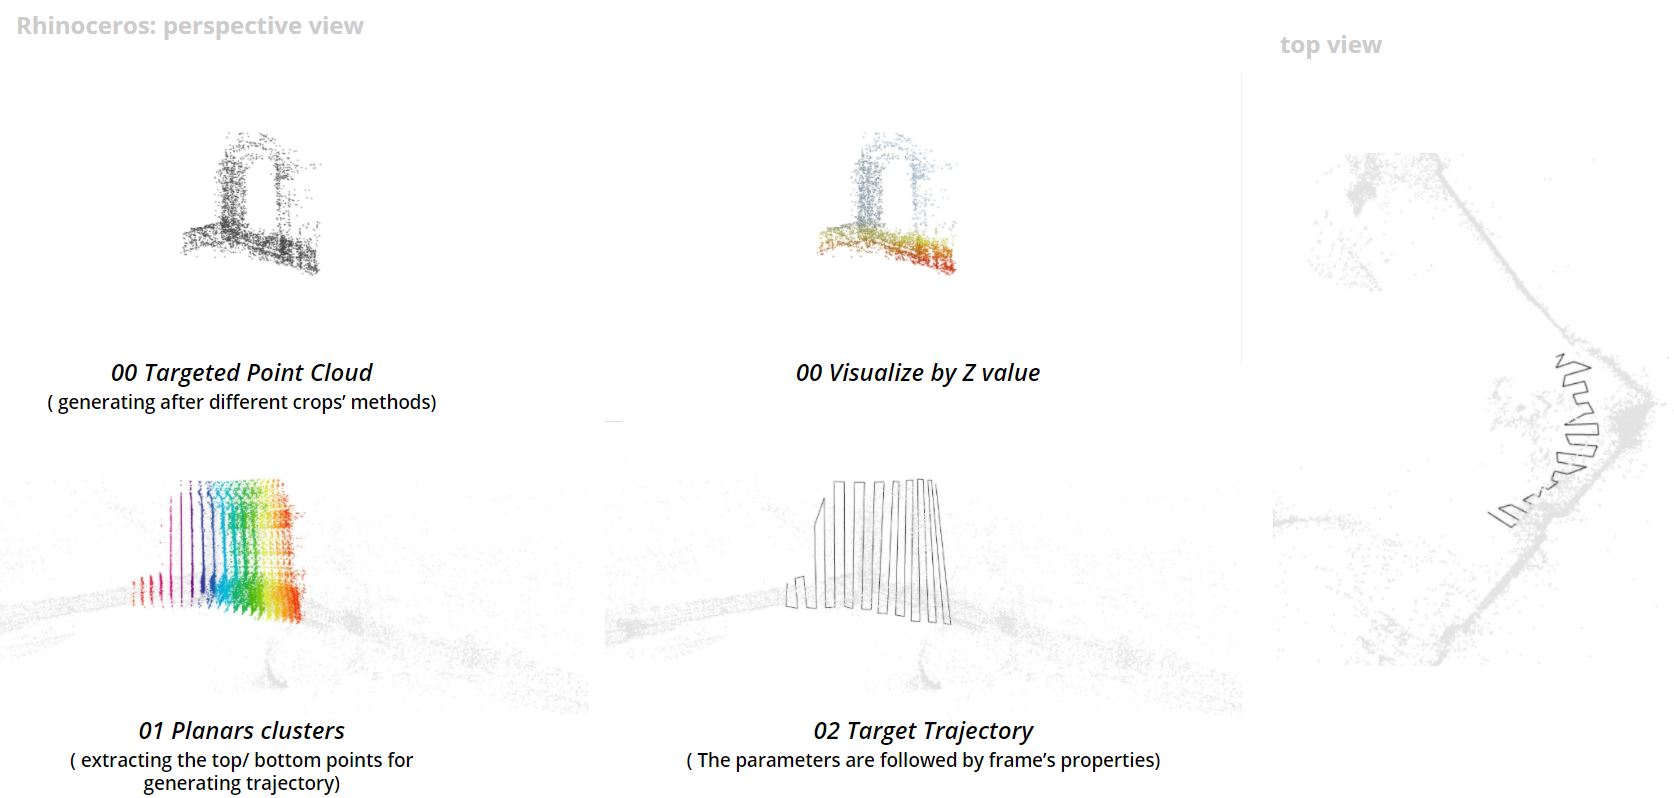 Rhinoceros: perspective view
top view
00 Targeted Point Cloud
( generating after different crops’ methods)
00 Visualize by Z value
01 Planars clusters
( extracting the top/ bottom points for
generating trajectory)
02 Target Trajectory
( The parameters are followed by frame’s properties)